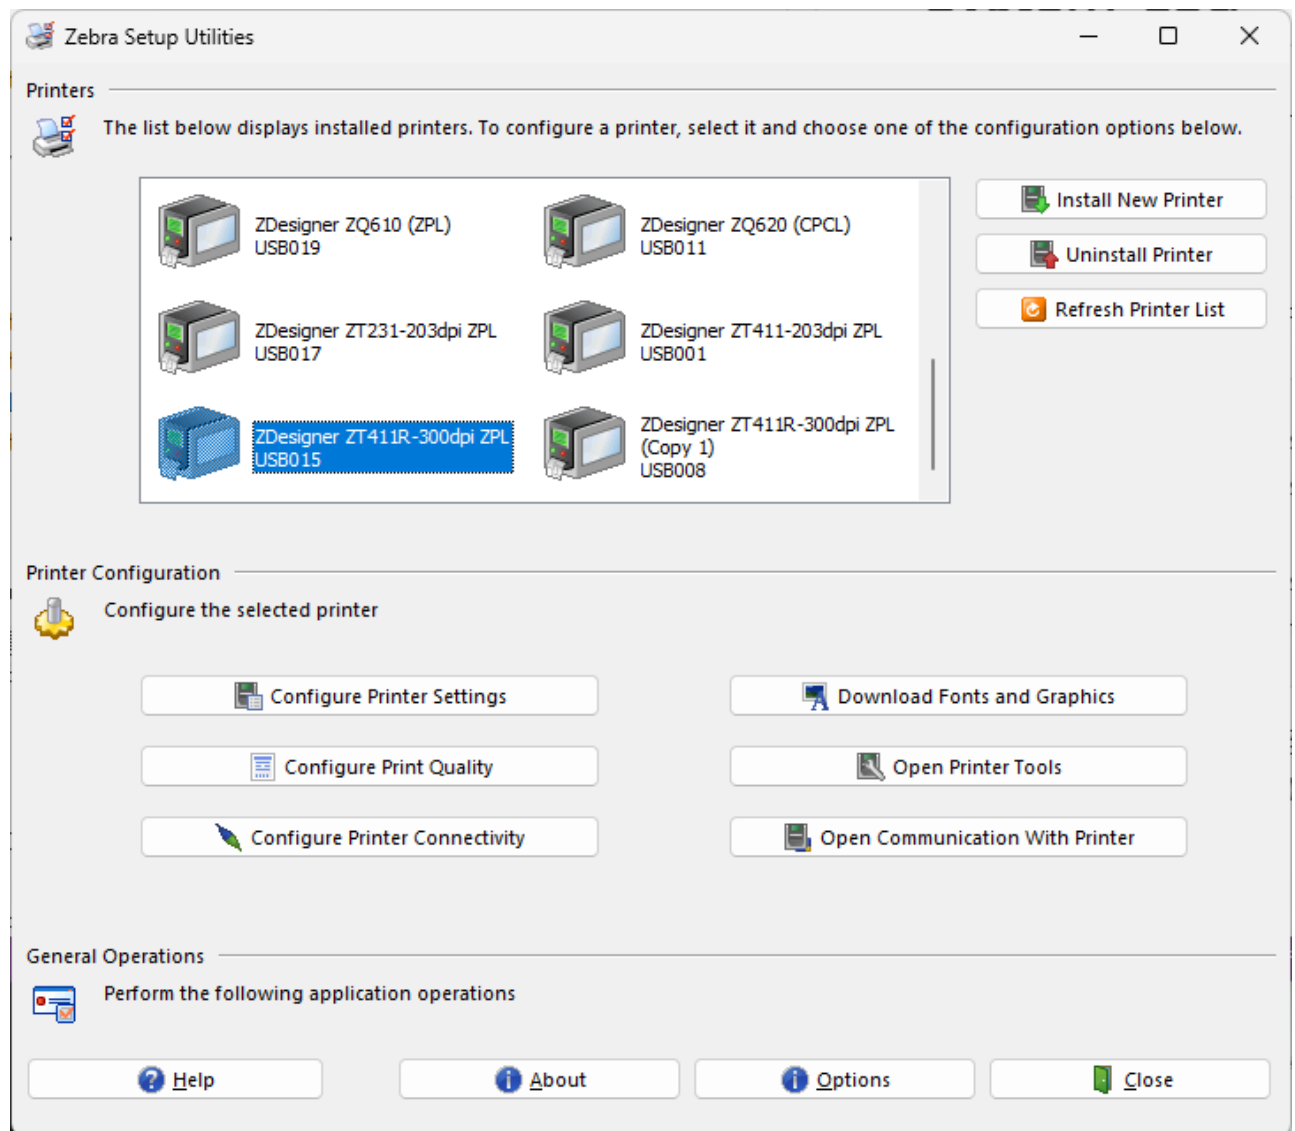 Zebra Setup Utilities
Printers
The list below displays installed printers. To configure a printer, select it and choose one of the configuration options below.
ZDesigner ZQ610 (ZPL)
USB019
ZDesigner ZQ620 (CPCL)
USB011
ZDesigner ZT231-203dpi ZPL
USB017
ZDesigner ZT411-203dpi ZPL
USB001
ZDesigner ZT411R-300dpi ZPL
USB015
ZDesigner ZT411R-300dpi ZPL
(Copy 1)
USB008
Install New Printer
Uninstall Printer
Refresh Printer List
Printer Configuration
Configure the selected printer
Configure Printer Settings
Download Fonts and Graphics
Configure Print Quality
Open Printer Tools
Configure Printer Connectivity
Open Communication With Printer
General Operations
Perform the following application operations
Help
About
Options
Close